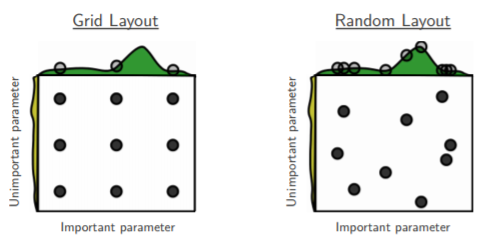 Grid Layout
Unimportant parameter
Important parameter
Random Layout
Unimportant parameter
Important parameter